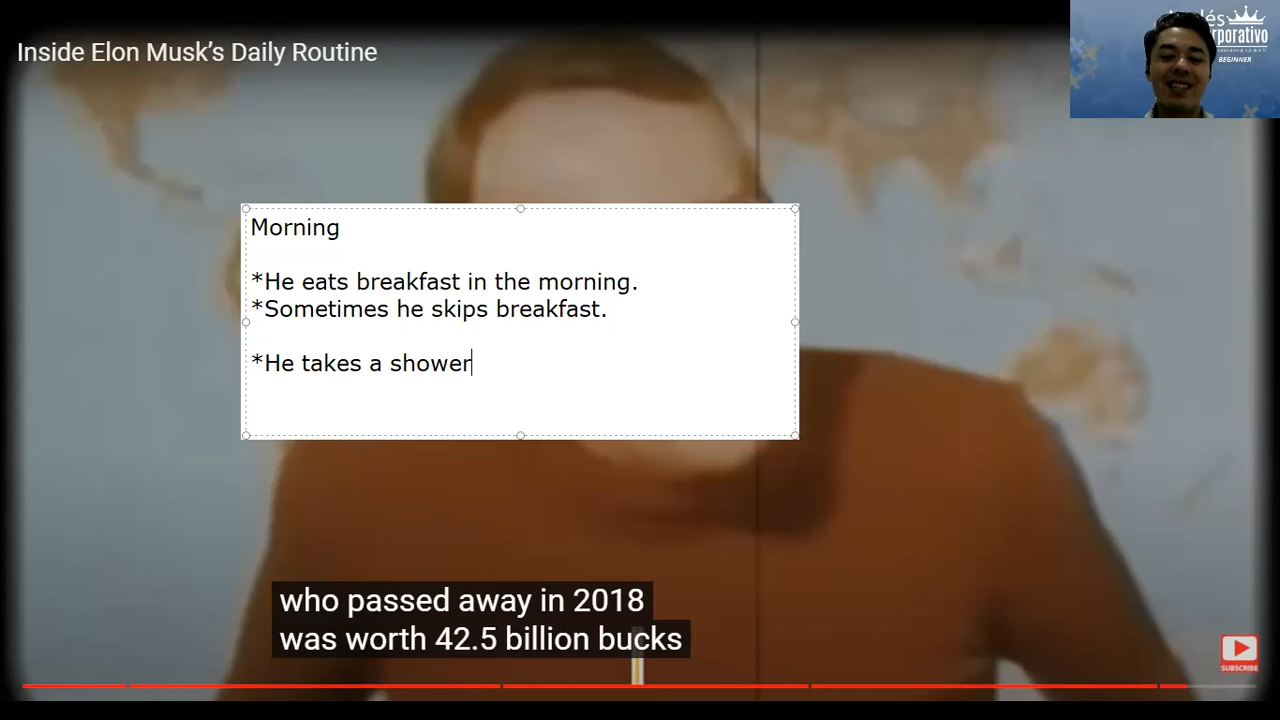 Inside Elon Musk’s Daily Routine
BEGINNER
Morning
*He eats breakfast in the morning.
*Sometimes he skips breakfast.
*He takes a shower
who passed away in 2018
was worth 42.5 billion bucks
SUBSCRIBE